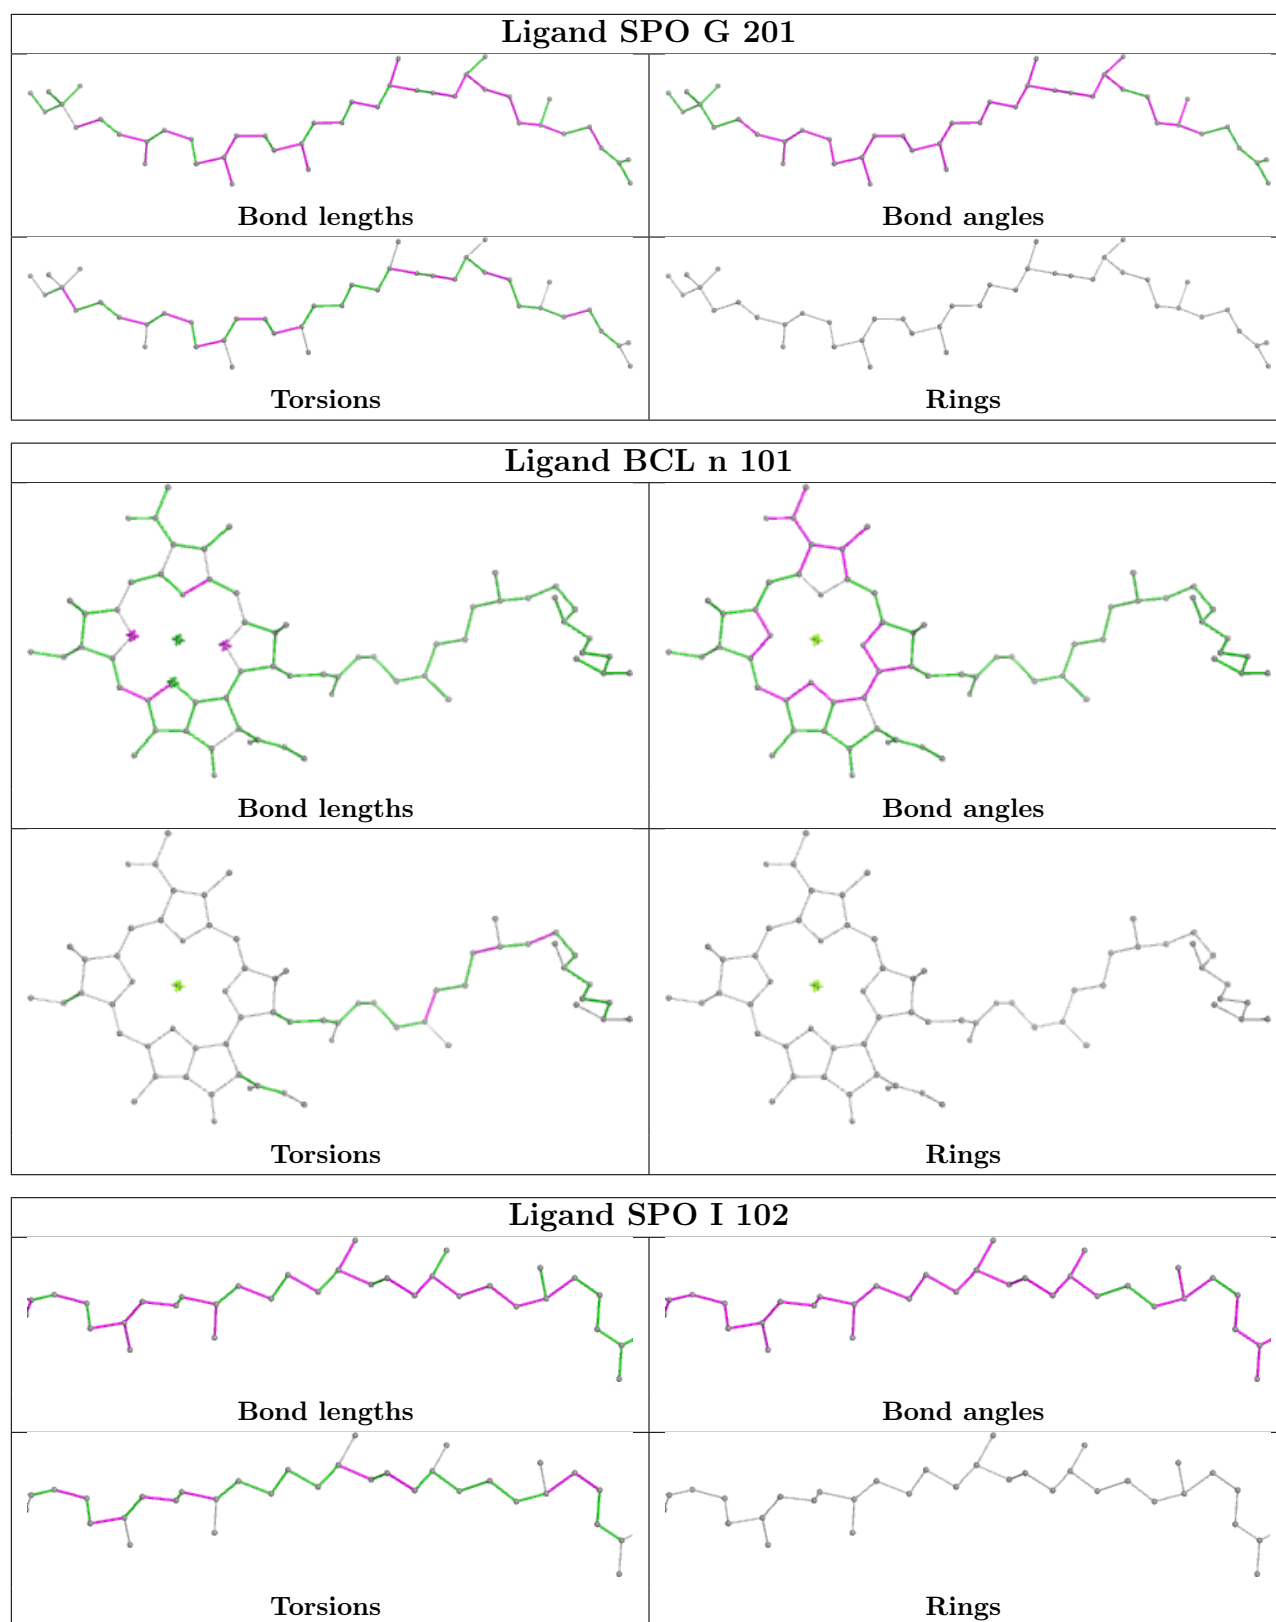 Ligand SPO G 201
Bond lengths
Bond angles
Torsions
Rings
Ligand BCL n 101
Bond lengths
Bond angles
Torsions
Rings
Ligand SPO I 102
Bond lengths
Bond angles
Torsions
Rings